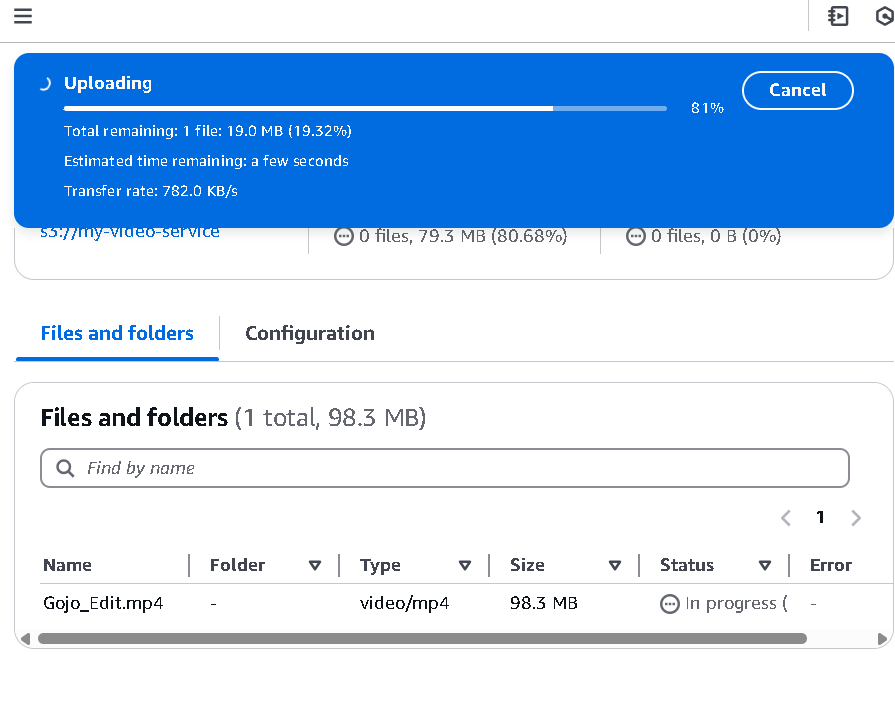 Uploading
Cancel
81%
Total remaining: 1 file: 19.0 MB (19.32%)
Estimated time remaining: a few seconds
Transfer rate: 782.0 KB/s
s3://my-video-service
0 files, 79.3 MB (80.68%)
0 files, 0 B (0%)
Files and folders
Configuration
Files and folders (1 total, 98.3 MB)
Find by name
1
Name Folder Type Size Status Error
Gojo_Edit.mp4 - video/mp4 98.3 MB In progress ( -